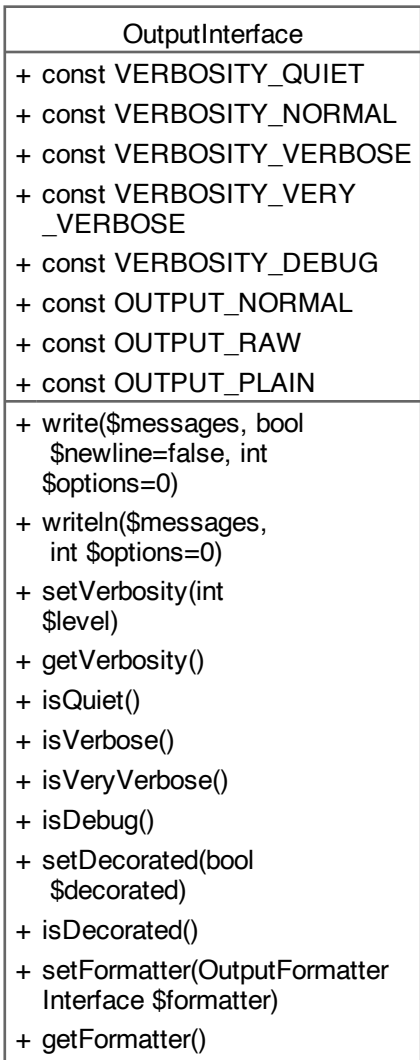 OutputInterface
+ const VERBOSITY_QUIET
+ const VERBOSITY_NORMAL
+ const VERBOSITY_VERBOSE
+ const VERBOSITY_VERY
_VERBOSE
+ const VERBOSITY_DEBUG
+ const OUTPUT_NORMAL
+ const OUTPUT_RAW
+ const OUTPUT_PLAIN
+ write($messages, bool
$newline=false, int
$options=0)
+ writeln($messages,
int $options=0)
+ setVerbosity(int
$level)
+ getVerbosity()
+ isQuiet()
+ isVerbose()
+ isVeryVerbose()
+ isDebug()
+ setDecorated(bool
$decorated)
+ isDecorated()
+ setFormatter(OutputFormatter
Interface $formatter)
+ getFormatter()